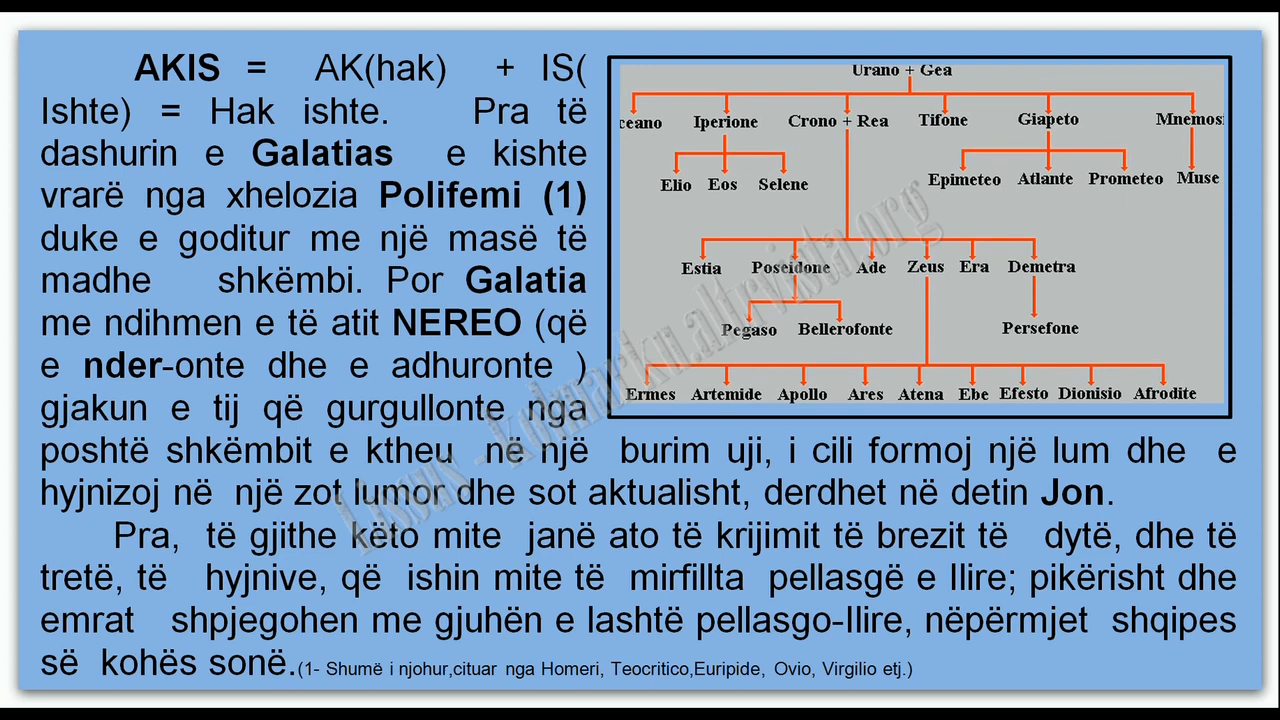 AKIS = AK(hak) + IS(
Ishte) = Hak ishte. Pra të
dashurin e Galatias e kishte
vrarë nga xhelozia Polifemi (1)
duke e goditur me një masë të
madhe shkëmbi. Por Galatia
me ndihmen e të atit NEREO (që
e nder-onte dhe e adhuronte )
gjakun e tij që gurgullonte nga
poshtë shkëmbit e ktheu në një burim uji, i cili formoj një lum dhe e
hyjnizoj në një zot lumor dhe sot aktualisht, derdhet në detin Jon.
Pra, të gjithe këto mite janë ato të krijimit të brezit të dytë, dhe të
tretë, të hyjnive, që ishin mite të mirfillta pellasgë e Ilire; pikërisht dhe
emrat shpjegohen me gjuhën e lashtë pellasgo-Ilire, nëpërmjet shqipes
së kohës sonë.(1- Shumë i njohur,cituar nga Homeri, Teocritico,Euripide, Ovio, Virgilio etj.)
Urano + Gea
ceano Iperione Crono + Rea Tifone Giapeto Mnemos
Elio Eos Selene Epimeteo Atlante Prometeo Muse
Estia Poseidone Ade Zeus Era Demetra
Pegaso Bellerofonte Persefone
Ermes Artemide Apollo Ares Atena Ebe Efesto Dionisio Afrodite